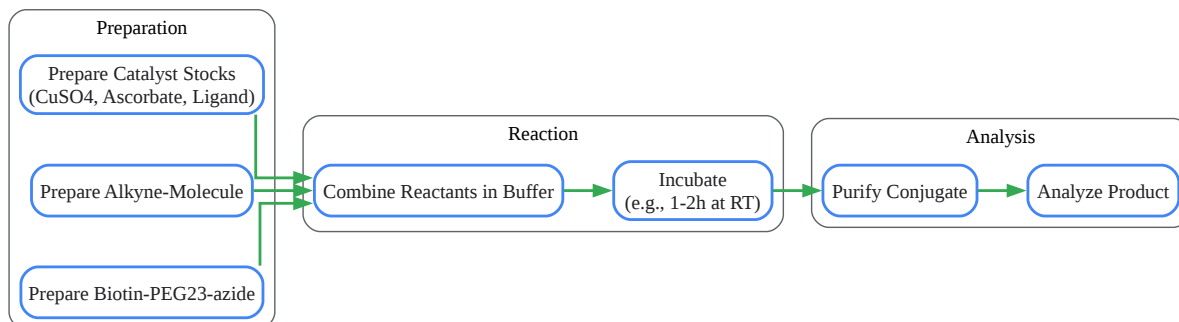 Preparation
Prepare Catalyst Stocks
(CuSO4, Ascorbate, Ligand)
Prepare Alkyne-Molecule
Prepare Biotin-PEG23-azide
Reaction
Combine Reactants in Buffer
Incubate
(e.g., 1-2h at RT)
Analysis
Purify Conjugate
Analyze Product